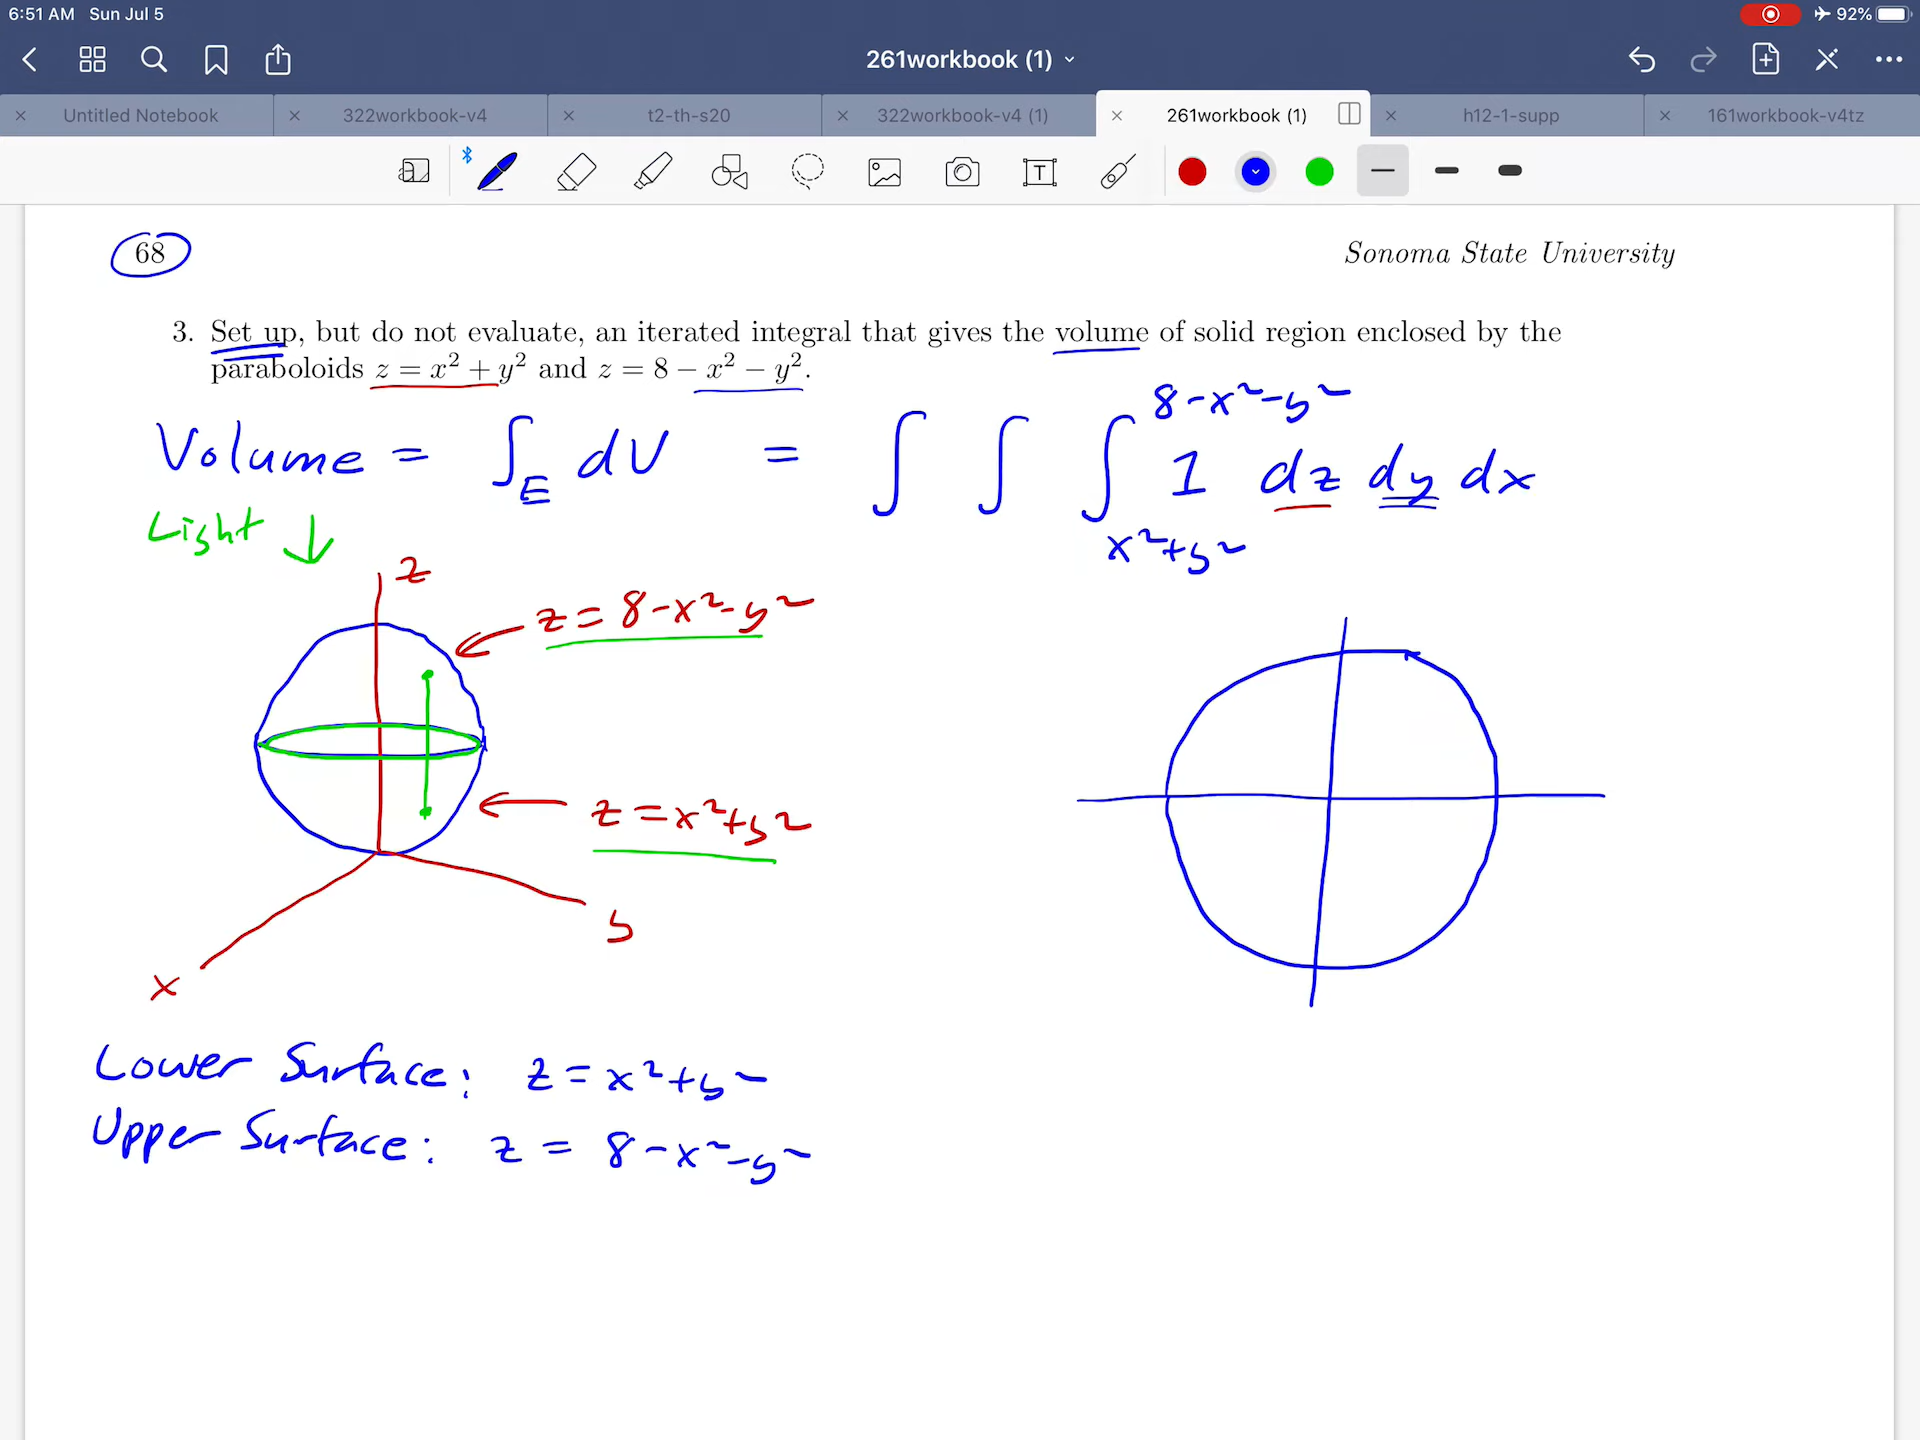 6:51 AM Sun Jul 5 92%
261workbook (1)
Untitled Notebook 322workbook-v4 t2-th-s20 322workbook-v4 (1) 261workbook (1) h12-1-supp 161workbook-v4tz
68 Sonoma State University
3. Set up, but do not evaluate, an iterated integral that gives the volume of solid region enclosed by the
paraboloids z = x² + y² and z = 8 − x² − y².
8-x²-y²
Volume = ∫_E dV = ∫ ∫ ∫ 1 dz dy dx
x²+y²
Light ↓
z
z = 8-x²-y²
z = x²+y²
y
x
Lower Surface: z = x²+y²
Upper Surface: z = 8-x²-y²